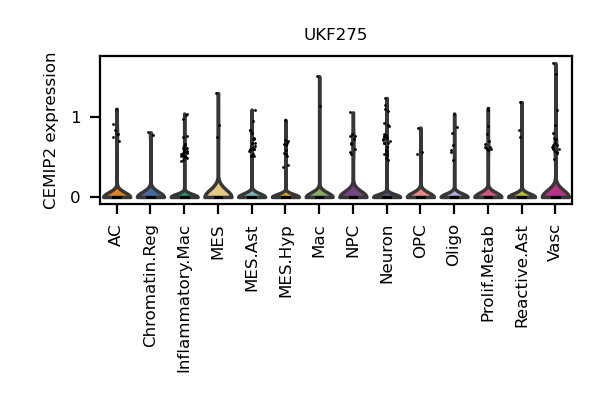 UKF275
CEMIP2 expression
1
0
AC
Chromatin.Reg
Inflammatory.Mac
MES
MES.Ast
MES.Hyp
Mac
NPC
Neuron
OPC
Oligo
Prolif.Metab
Reactive.Ast
Vasc